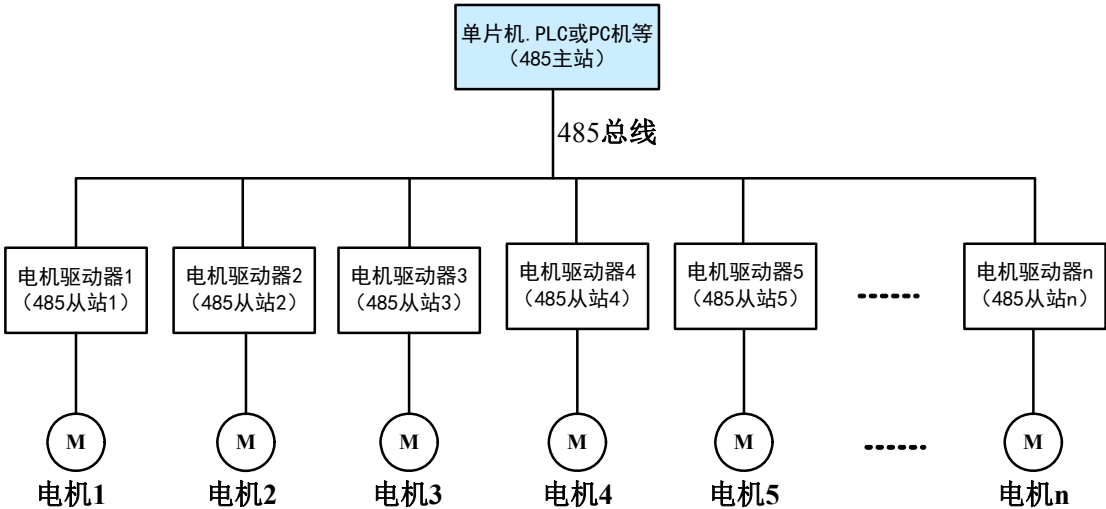 单片机.PLC或PC机等
（485主站）
485总线
电机驱动器1
（485从站1）
电机驱动器2
（485从站2）
电机驱动器3
（485从站3）
电机驱动器4
（485从站4）
电机驱动器5
（485从站5）
······
电机驱动器n
（485从站n）
M
M
M
M
M
······
M
电机1
电机2
电机3
电机4
电机5
电机n